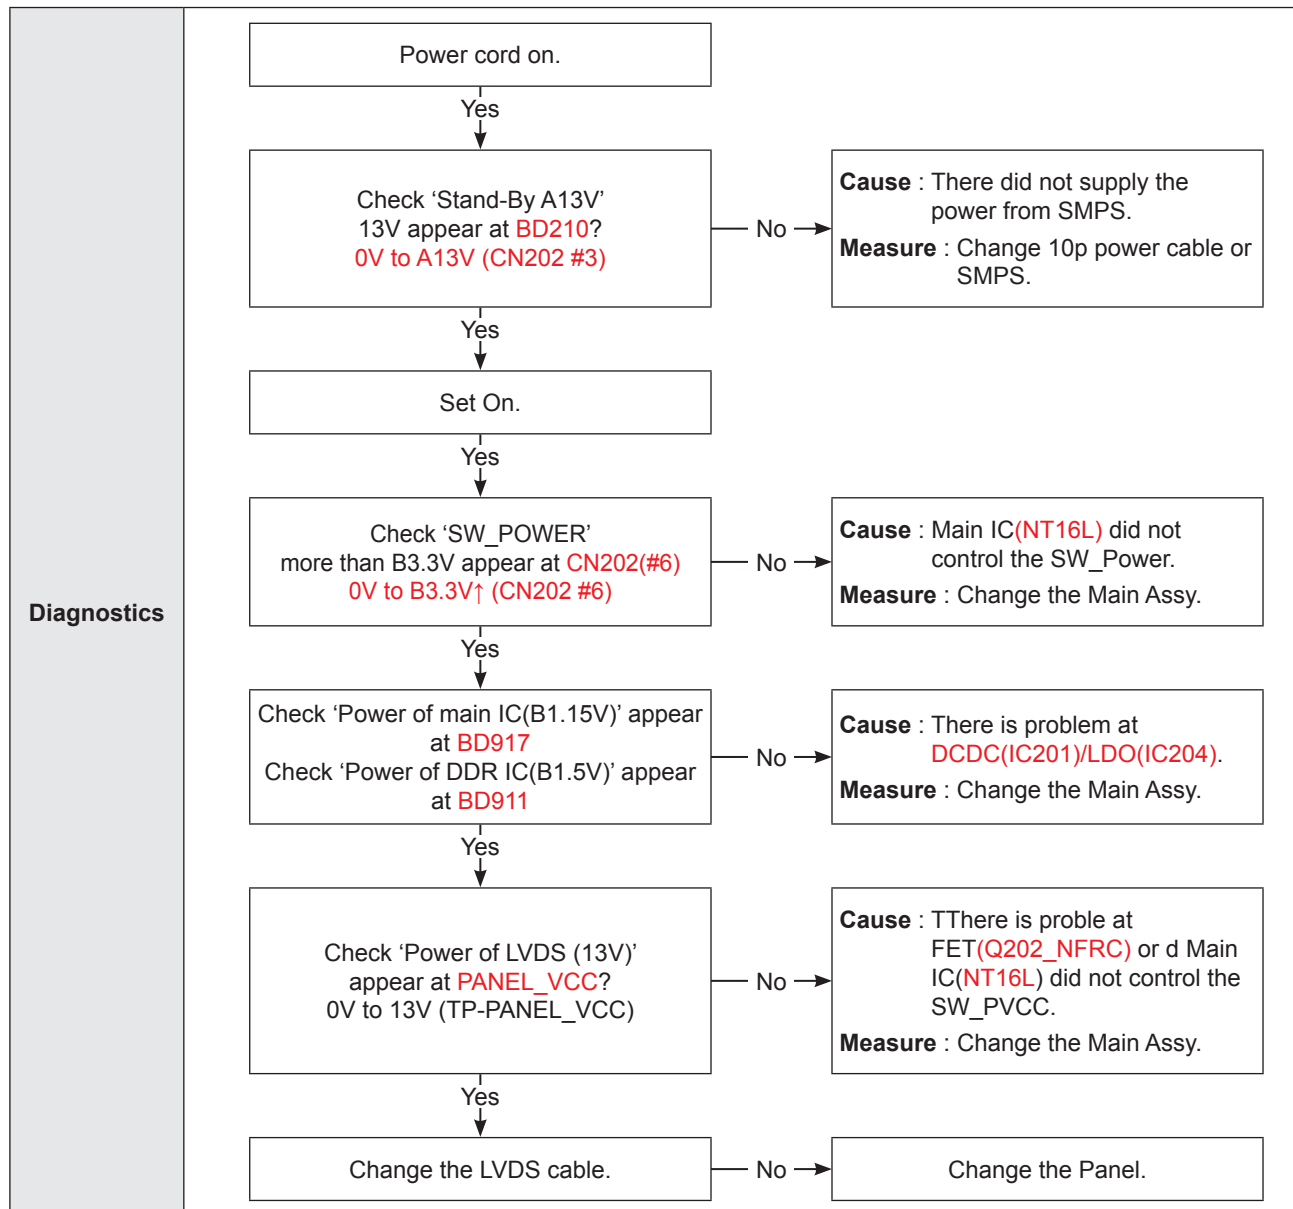 Diagnostics
Power cord on.
Yes
Check ‘Stand-By A13V’
13V appear at BD210?
0V to A13V (CN202 #3)
No
Cause : There did not supply the
power from SMPS.
Measure : Change 10p power cable or
SMPS.
Yes
Set On.
Yes
Check ‘SW_POWER’
more than B3.3V appear at CN202(#6)
0V to B3.3V↑ (CN202 #6)
No
Cause : Main IC(NT16L) did not
control the SW_Power.
Measure : Change the Main Assy.
Yes
Check ‘Power of main IC(B1.15V)’ appear
at BD917
Check ‘Power of DDR IC(B1.5V)’ appear
at BD911
No
Cause : There is problem at
DCDC(IC201)/LDO(IC204).
Measure : Change the Main Assy.
Yes
Check ‘Power of LVDS (13V)’
appear at PANEL_VCC?
0V to 13V (TP-PANEL_VCC)
No
Cause : TThere is proble at
FET(Q202_NFRC) or d Main
IC(NT16L) did not control the
SW_PVCC.
Measure : Change the Main Assy.
Yes
Change the LVDS cable.
No
Change the Panel.